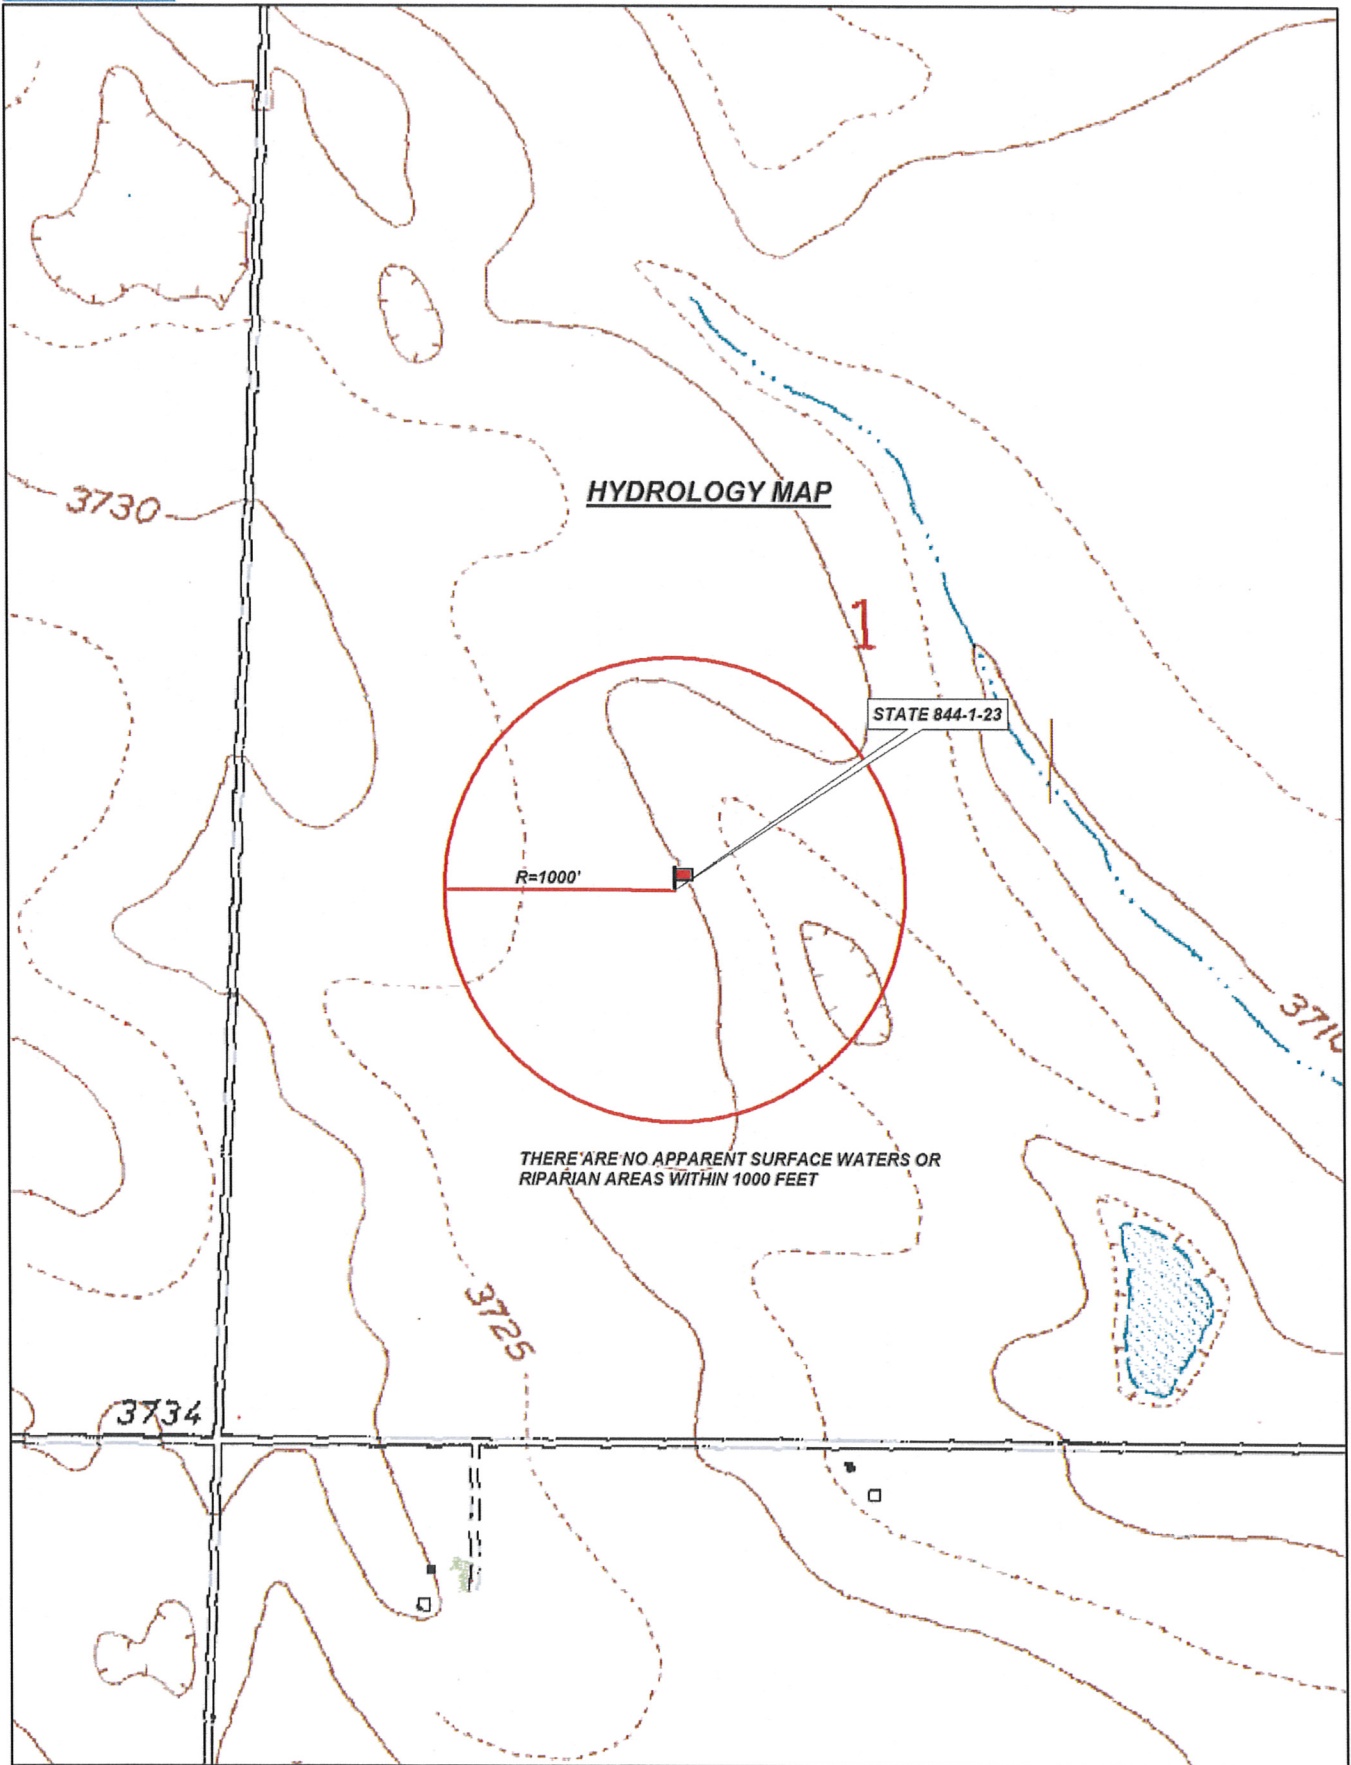 HYDROLOGY MAP
3730
1
STATE 844-1-23
R=1000'
THERE ARE NO APPARENT SURFACE WATERS OR
RIPARIAN AREAS WITHIN 1000 FEET
3725
3734